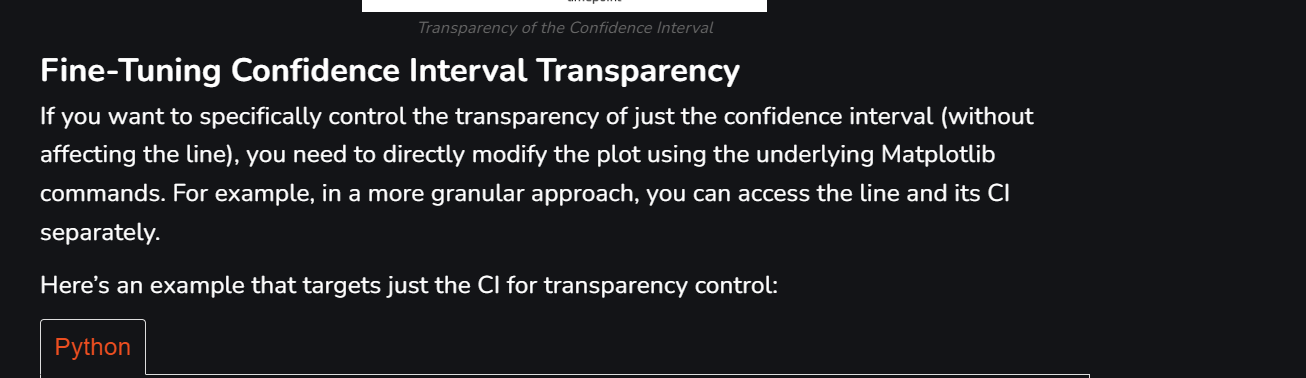 Transparency of the Confidence Interval
Fine-Tuning Confidence Interval Transparency
If you want to specifically control the transparency of just the confidence interval (without
affecting the line), you need to directly modify the plot using the underlying Matplotlib
commands. For example, in a more granular approach, you can access the line and its CI
separately.
Here’s an example that targets just the CI for transparency control:
Python